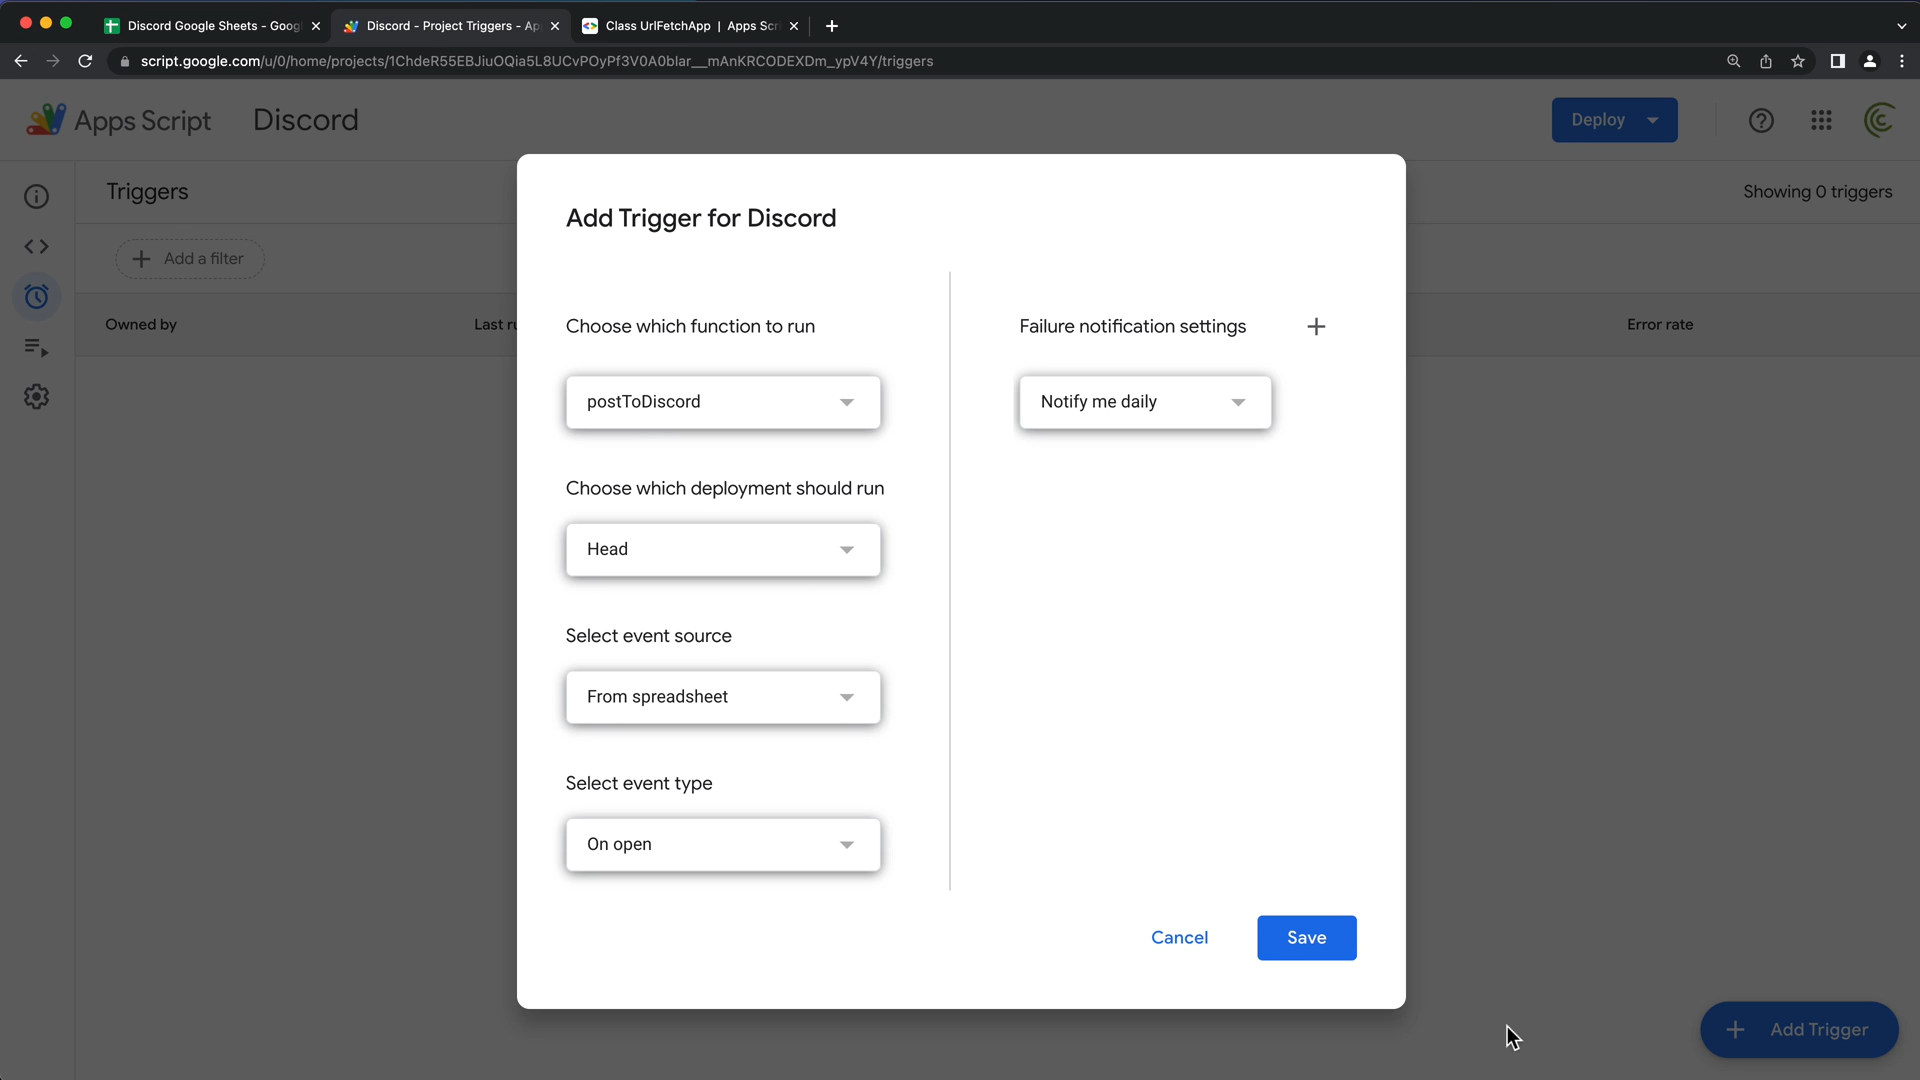 Discord Google Sheets - Goog
Discord - Project Triggers - Ap
Class UrlFetchApp | Apps Scr
script.google.com/u/0/home/projects/1ChdeR55EBJiuOQia5L8UCvPOyPf3V0A0blar__mAnKRCODEXDm_ypV4Y/triggers
Apps Script
Discord
Deploy
Triggers
Showing 0 triggers
Add a filter
Owned by
Last ru
Error rate
Add Trigger for Discord
Choose which function to run
postToDiscord
Choose which deployment should run
Head
Select event source
From spreadsheet
Select event type
On open
Failure notification settings
Notify me daily
Cancel
Save
Add Trigger